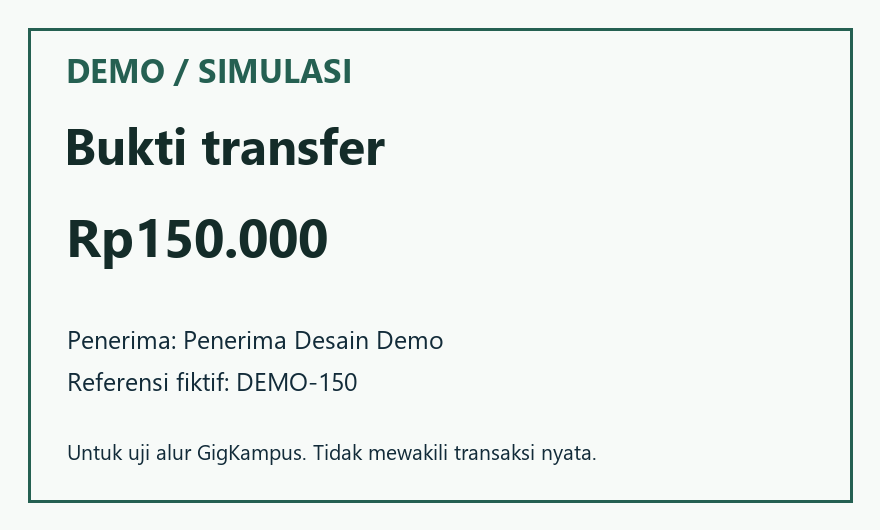 DEMO / SIMULASI
Bukti transfer
Rp150.000
Penerima: Penerima Desain Demo
Referensi fiktif: DEMO-150
Untuk uji alur GigKampus. Tidak mewakili transaksi nyata.